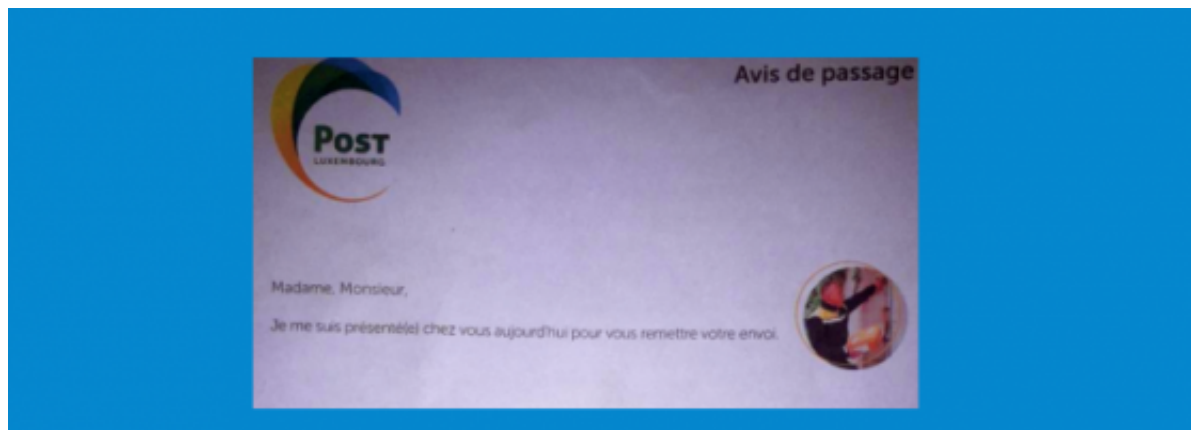 Avis de passage
POST
LUXEMBOURG
Madame, Monsieur,
Je me suis présenté(e) chez vous aujourd'hui pour vous remettre votre envoi.